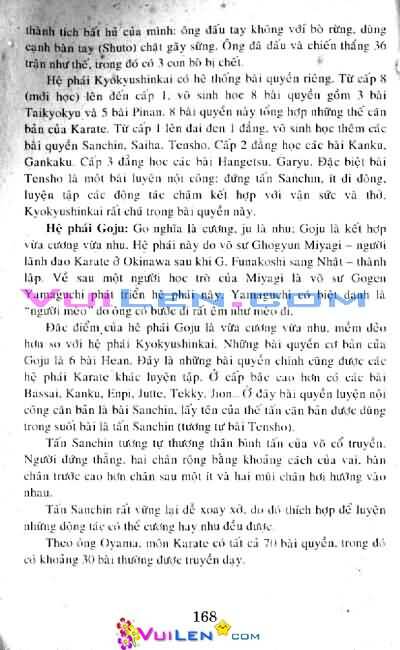 thành tích bất hủ của mình: ông đấu tay không với bò rừng, dùng
cạnh bàn tay (Shuto) chặt gãy sừng. Ông đã đấu và chiến thắng 36
trận như thế, trong đó có 3 con bò bị chết.
Hệ phái Kyokyushinkai có hệ thống bài quyền riêng. Từ cấp 8
(mới học) lên đến cấp 1, võ sinh học 8 bài quyền gồm 3 bài
Taikyokyu và 5 bài Pinan. 8 bài quyền này tổng hợp những thế căn
bản của Karate. Từ cấp 1 lên đai đen 1 đẳng, võ sinh học thêm các
bài quyền Sanchin, Saiha, Tensho. Cấp 2 đẳng học các bài Kanku,
Gankaku. Cấp 3 đẳng học các bài Hangetsu, Garyu. Đặc biệt bài
Tensho là một bài luyện nội công: đứng tấn Sanchin, ít di động,
luyện tập các động tác chậm kết hợp với vận sức và thở.
Kyokyushinkai rất chú trọng bài quyền này.
Hệ phái Goju: Go nghĩa là cương, ju là nhu; Goju là kết hợp
vừa cương vừa nhu. Hệ phái này do võ sư Chogyun Miyagi – người
lãnh đạo Karate ở Okinawa sau khi G. Funakoshi sang Nhật – thành
lập. Về sau một người học trò của Miyagi là võ sư Gogen
Yamaguchi phát triển hệ phái này. Yamaguchi có biệt danh là
"người mèo" do ông có bước đi rất êm như mèo đi.
Đặc điểm của hệ phái Goju là vừa cương vừa nhu, mềm dẻo
hơn so với hệ phái Kyokyushinkai. Những bài quyền cơ bản của
Goju là 6 bài Hean. Đây là những bài quyền chính cũng được các
hệ phái Karate khác luyện tập. Ở cấp bậc cao hơn có các bài
Bassai, Kanku, Enpi, Jutte, Tekky, Jion... Ở đây bài quyền luyện nội
công căn bản là bài Sanchin, lấy tên của thế tấn căn bản được dùng
trong suốt bài là tấn Sanchin (tương tự bài Tensho).
Tấn Sanchin tương tự thượng thân bình tấn của võ cổ truyền.
Người đứng thẳng, hai chân rộng bằng khoảng cách của vai, bàn
chân trước cao hơn chân sau một ít và hai mũi chân hơi hướng vào
nhau.
Tấn Sanchin rất vững lại dễ xoay xở, do đó thích hợp để luyện
những động tác có thế cương hay nhu đều được.
Theo ông Oyama, môn Karate có tất cả 70 bài quyền, trong đó
có khoảng 30 bài thường được truyền dạy.
VUILEN.COM
168
VUILEN.COM